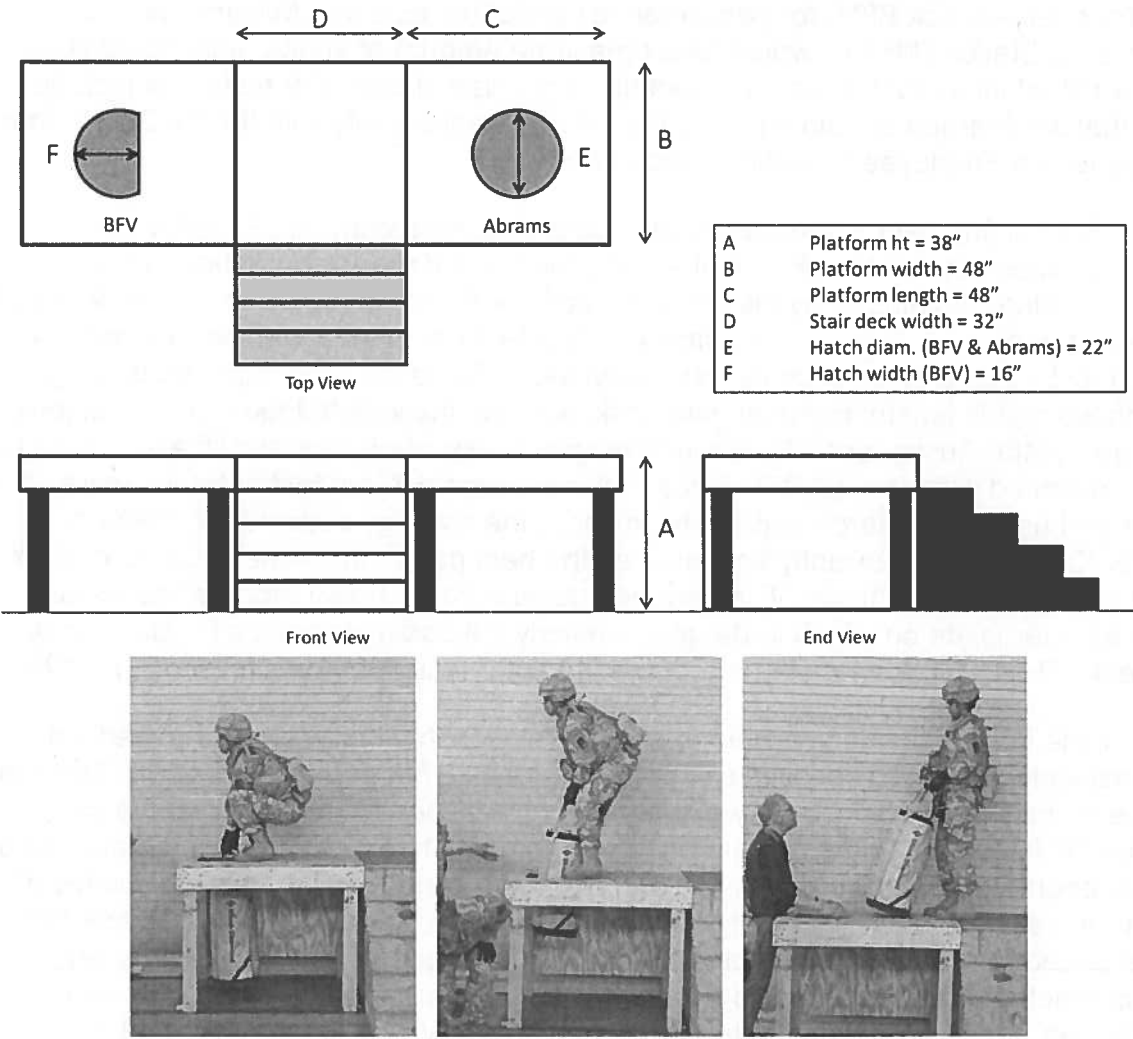 D
C
F
E
B
BFV
Abrams
Top View
A Platform ht = 38”
B Platform width = 48”
C Platform length = 48”
D Stair deck width = 32”
E Hatch diam. (BFV & Abrams) = 22”
F Hatch width (BFV) = 16”
A
Front View
End View